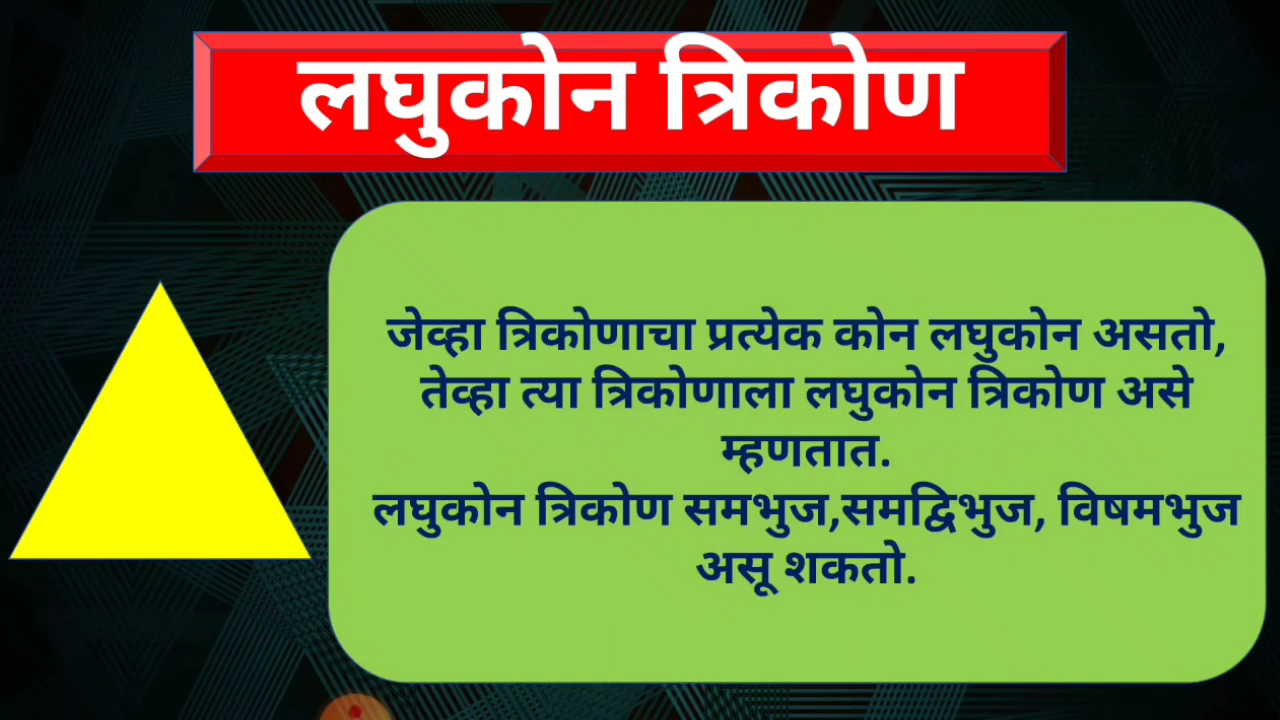 लघुकोन त्रिकोण
जेव्हा त्रिकोणाचा प्रत्येक कोन लघुकोन असतो,
तेव्हा त्या त्रिकोणाला लघुकोन त्रिकोण असे
म्हणतात.
लघुकोन त्रिकोण समभुज,समद्विभुज, विषमभुज
असू शकतो.